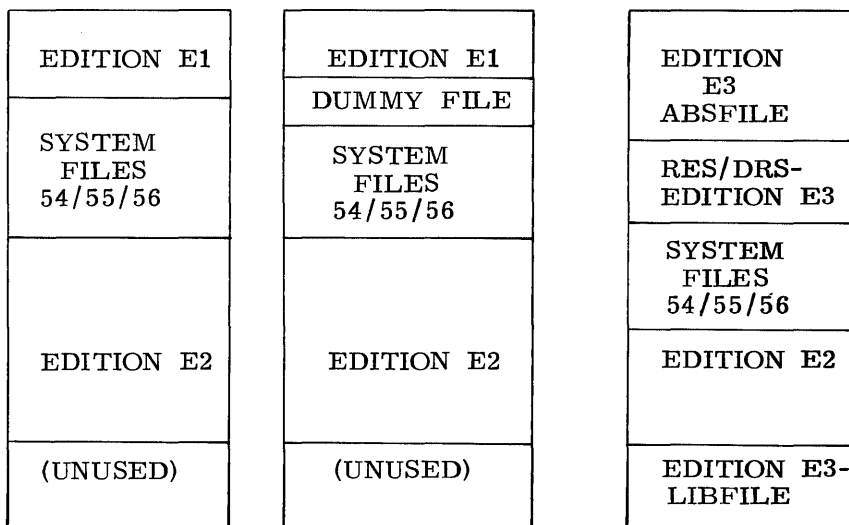 EDITION E1
SYSTEM
FILES
54/55/56
EDITION E2
(UNUSED)
EDITION E1
DUMMY FILE
SYSTEM
FILES
54/55/56
EDITION E2
(UNUSED)
EDITION
E3
ABSFILE
RES/DRS-
EDITION E3
SYSTEM
FILES
54/55/56
EDITION E2
EDITION E3-
LIBFILE